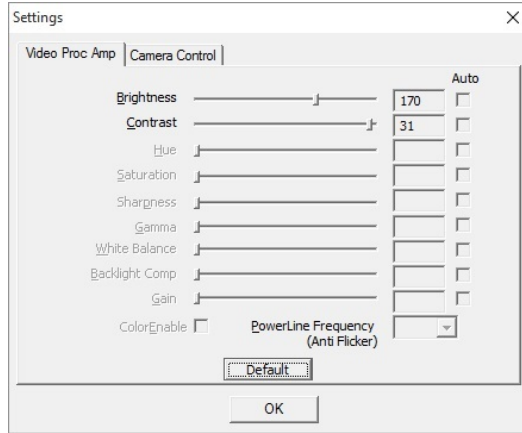 Settings
Video Proc Amp Camera Control
Auto
Brightness 170
Contrast 31
Hue
Saturation
Sharpness
Gamma
White Balance
Backlight Comp
Gain
ColorEnable PowerLine Frequency
(Anti Flicker)
Default
OK